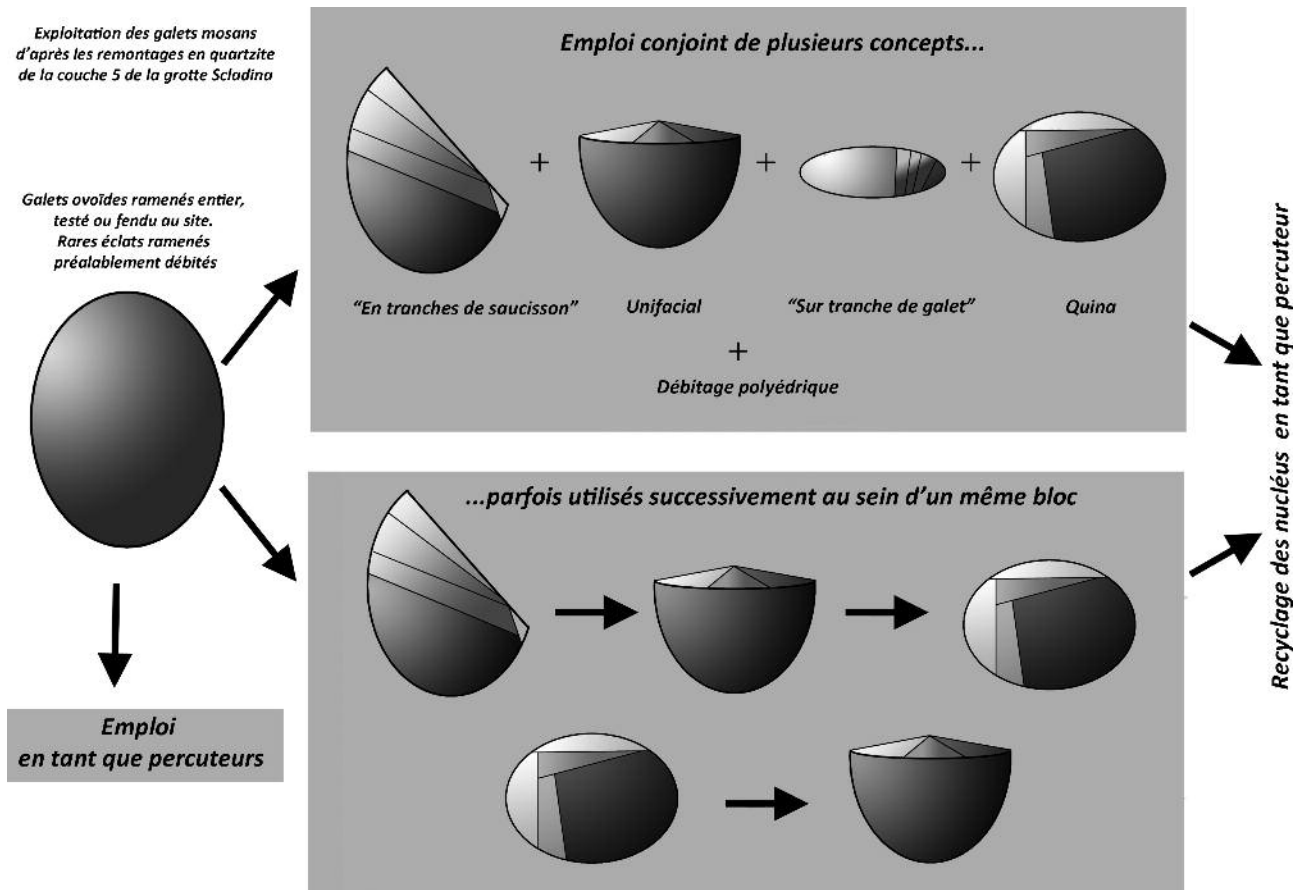 Exploitation des galets mosans
d'après les remontages en quartzite
de la couche 5 de la grotte Scladina
Galets ovoïdes ramenés entier,
testé ou fendu au site.
Rares éclats ramenés
préalablement débités
Emploi
en tant que percuteurs
Emploi conjoint de plusieurs concepts...
+
+
+
“En tranches de saucisson”
Unifacial
“Sur tranche de galet”
Quina
+
Débitage polyédrique
...parfois utilisés successivement au sein d'un même bloc
Recyclage des nucléus en tant que percuteur